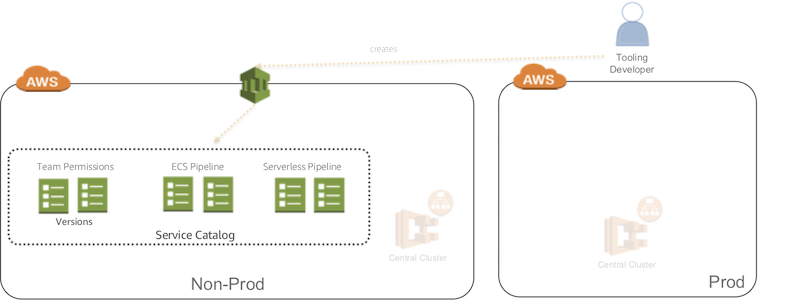 creates
Tooling
Developer
AWS
AWS
Team Permissions
ECS Pipeline
Serverless Pipeline
Versions
Service Catalog
Central Cluster
Central Cluster
Non-Prod
Prod